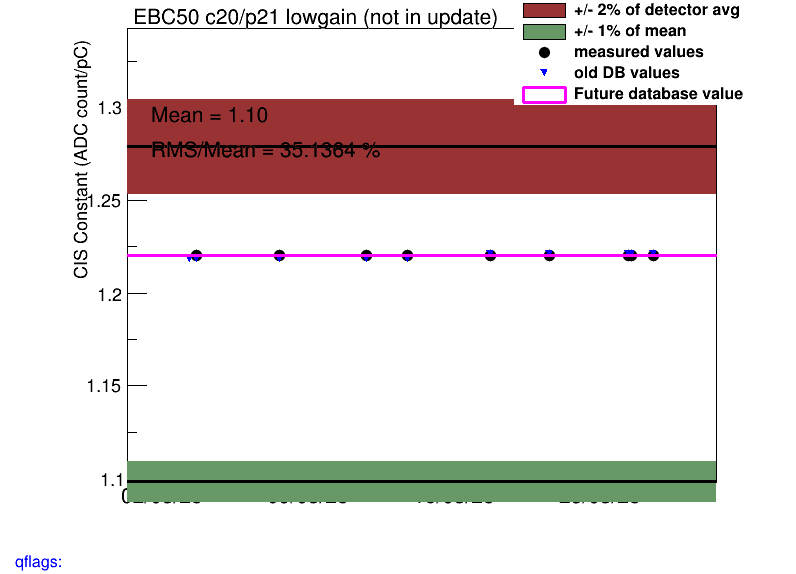 EBC50 c20/p21 lowgain (not in update)
+/- 2% of detector avg
+/- 1% of mean
measured values
old DB values
Future database value
CIS Constant (ADC count/pC)
Mean = 1.10
RMS/Mean = 35.1364 %
1.3
1.25
1.2
1.15
1.1
qflags: